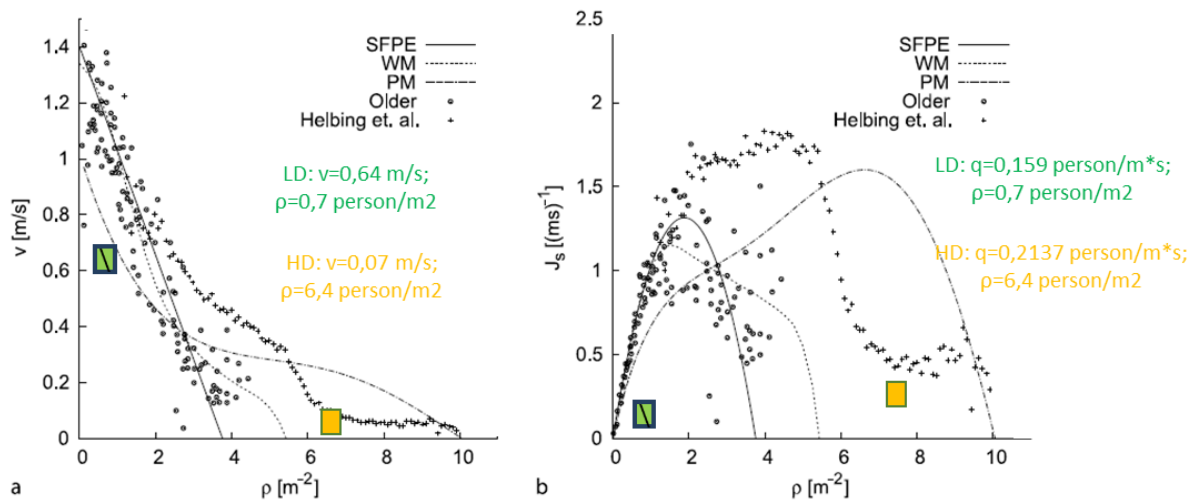 1.4
1.2
1
0.8
0.6
0.4
0.2
0
v [m/s]
0
2
4
6
8
10
ρ [m⁻²]
a
SFPE
WM
PM
Older
Helbing et. al.
LD: v=0,64 m/s;
ρ=0,7 person/m2
HD: v=0,07 m/s;
ρ=6,4 person/m2
2.5
2
1.5
1
0.5
0
Jₛ [(ms)⁻¹]
0
2
4
6
8
10
ρ [m⁻²]
b
SFPE
WM
PM
Older
Helbing et. al.
LD: q=0,159 person/m*s;
ρ=0,7 person/m2
HD: q=0,2137 person/m*s;
ρ=6,4 person/m2